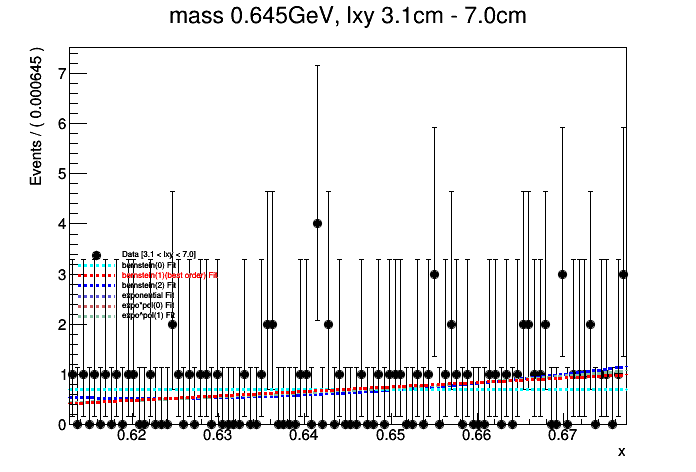 mass 0.645GeV, lxy 3.1cm - 7.0cm
Events / ( 0.000645 )
7
6
5
4
3
2
1
0
Data [3.1 < lxy < 7.0]
bernstein(0) Fit
bernstein(1)(best order) Fit
bernstein(2) Fit
exponential Fit
expo*pol(0) Fit
expo*pol(1) Fit
0.62 0.63 0.64 0.65 0.66 0.67
x